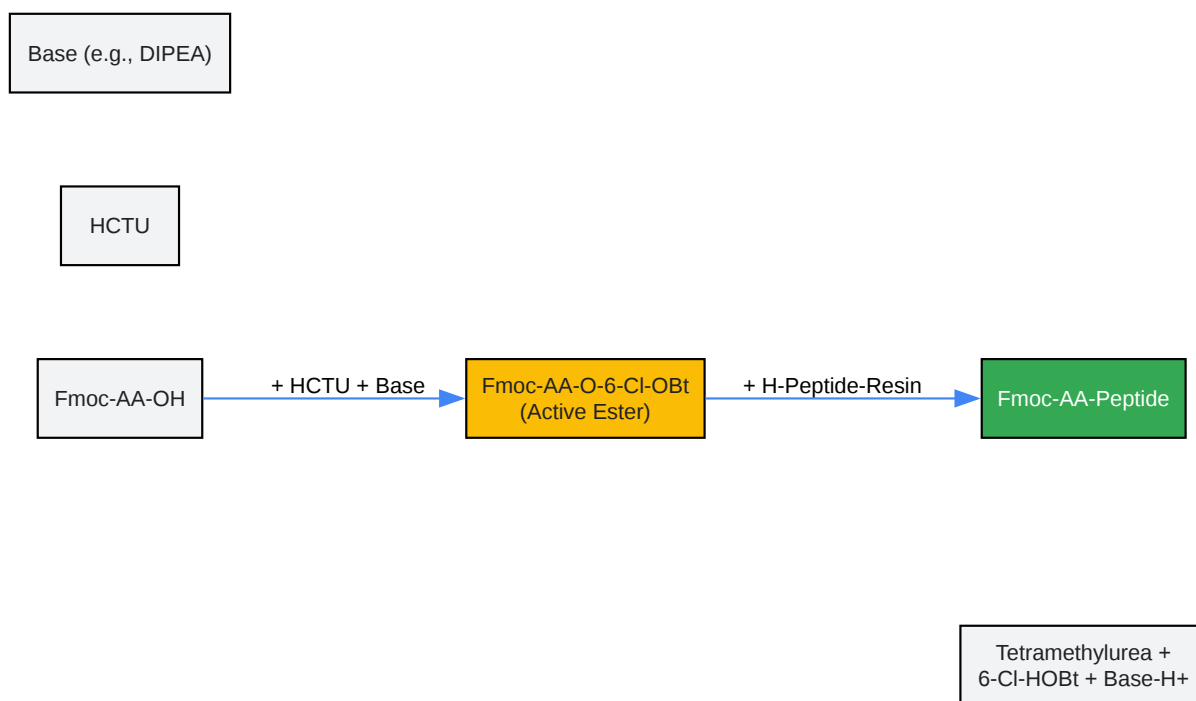 Base (e.g., DIPEA)
HCTU
Fmoc-AA-OH
+ HCTU + Base
Fmoc-AA-O-6-Cl-OBt
(Active Ester)
+ H-Peptide-Resin
Fmoc-AA-Peptide
Tetramethylurea +
6-Cl-HOBt + Base-H+